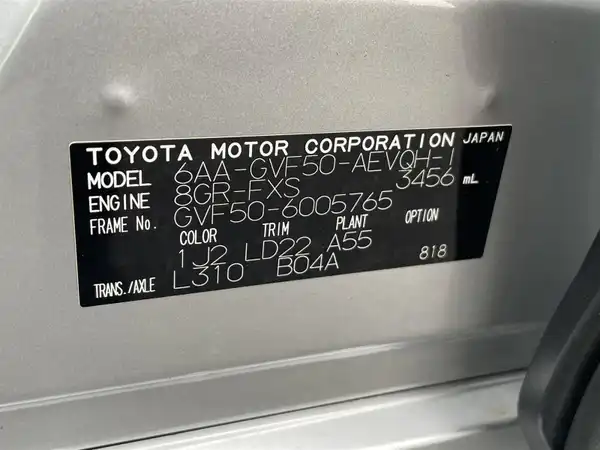 TOYOTA MOTOR CORPORATION JAPAN
MODEL 6AA-GVF50-AEVQH-1
ENGINE 8GR-FXS 3456 mL
FRAME No. GVF50-6005765 OPTION
COLOR TRIM PLANT
1J2 LD22 A55 818
TRANS./AXLE L310 B04A